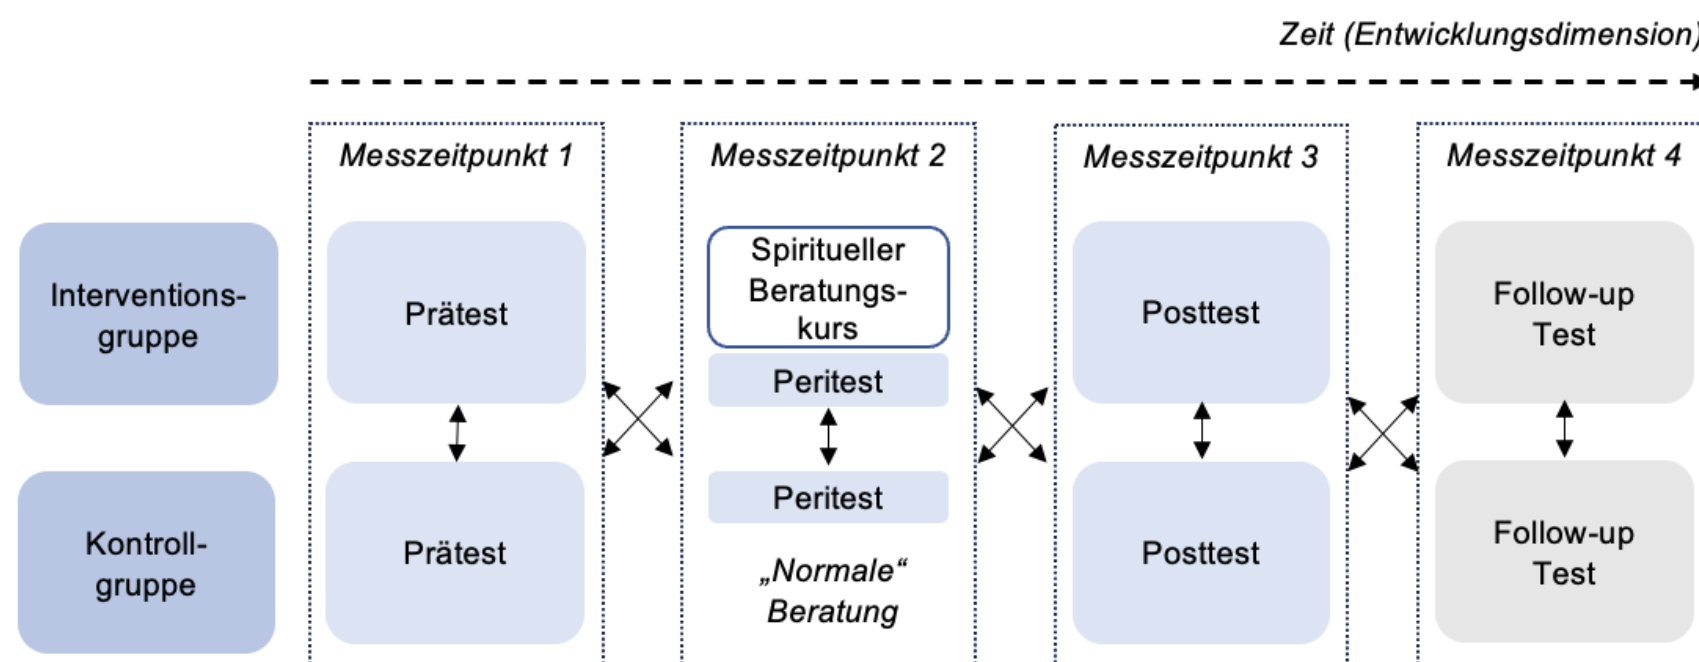 Zeit (Entwicklungsdimension)
Messzeitpunkt 1
Messzeitpunkt 2
Messzeitpunkt 3
Messzeitpunkt 4
Interventions-
gruppe
Prätest
Spiritueller
Beratungs-
kurs
Peritest
Posttest
Follow-up
Test
Kontroll-
gruppe
Prätest
Peritest
„Normale“
Beratung
Posttest
Follow-up
Test